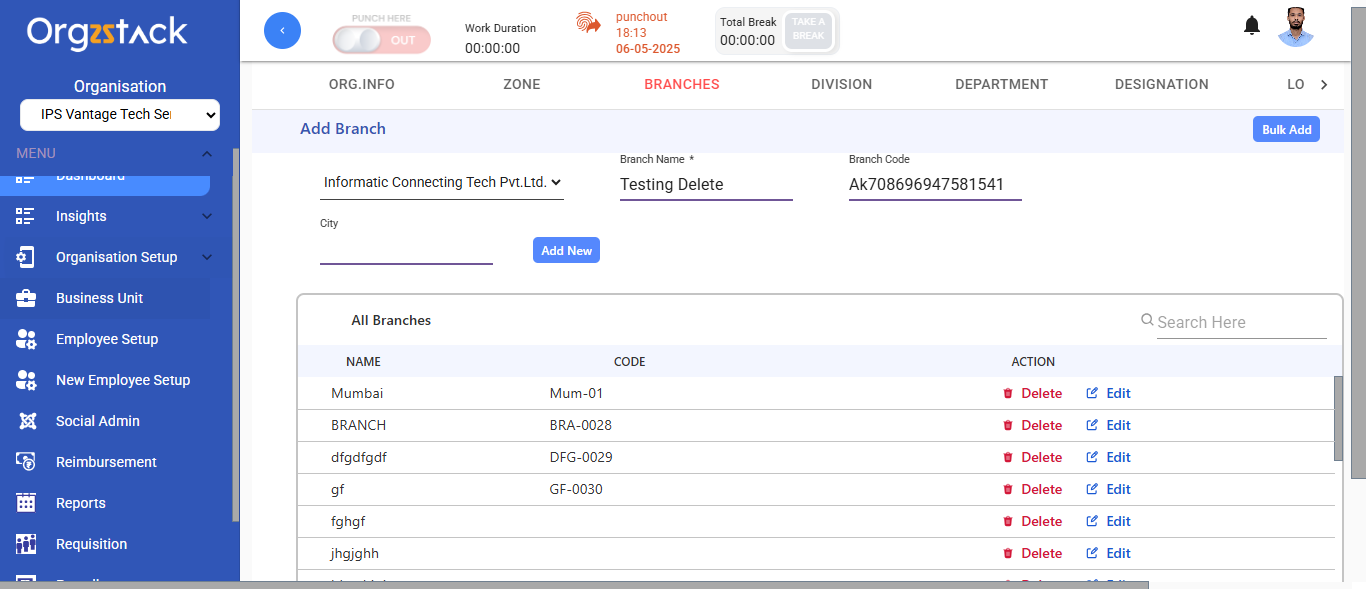 Orgzstack
Organisation
IPS Vantage Tech Ser
MENU
Dashboard
Insights
Organisation Setup
Business Unit
Employee Setup
New Employee Setup
Social Admin
Reimbursement
Reports
Requisition
PUNCH HERE
OUT
Work Duration
00:00:00
punchout
18:13
06-05-2025
Total Break
00:00:00
TAKE A
BREAK
ORG.INFO ZONE BRANCHES DIVISION DEPARTMENT DESIGNATION LO
Add Branch
Bulk Add
Informatic Connecting Tech Pvt.Ltd.
Branch Name *
Testing Delete
Branch Code
Ak708696947581541
City
Add New
All Branches
Search Here
NAME CODE ACTION
Mumbai Mum-01 Delete Edit
BRANCH BRA-0028 Delete Edit
dfgdfgdf DFG-0029 Delete Edit
gf GF-0030 Delete Edit
fghgf Delete Edit
jhgjghh Delete Edit